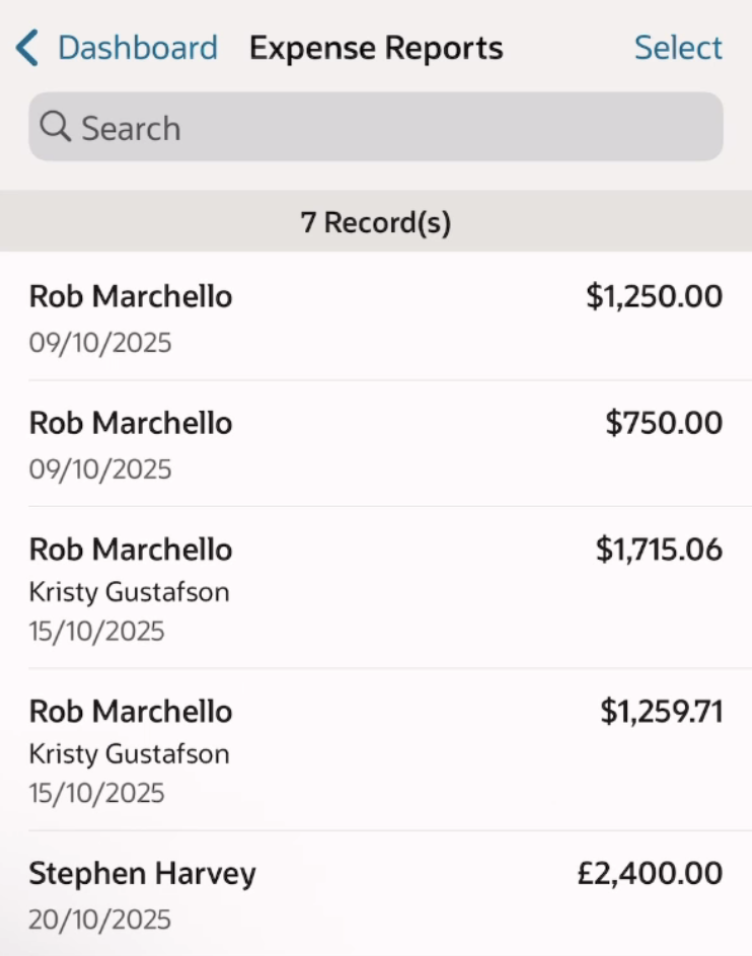 Dashboard Expense Reports Select
Search
7 Record(s)
Rob Marchello $1,250.00
09/10/2025
Rob Marchello $750.00
09/10/2025
Rob Marchello $1,715.06
Kristy Gustafson
15/10/2025
Rob Marchello $1,259.71
Kristy Gustafson
15/10/2025
Stephen Harvey £2,400.00
20/10/2025